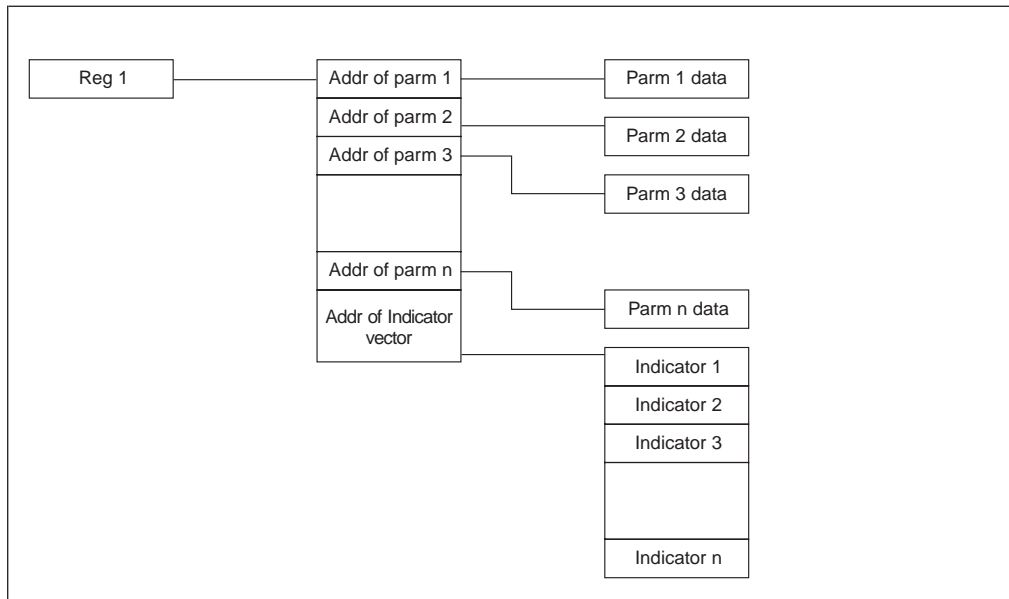 Reg 1
Addr of parm 1
Addr of parm 2
Addr of parm 3
Addr of parm n
Addr of Indicator
vector
Parm 1 data
Parm 2 data
Parm 3 data
Parm n data
Indicator 1
Indicator 2
Indicator 3
Indicator n